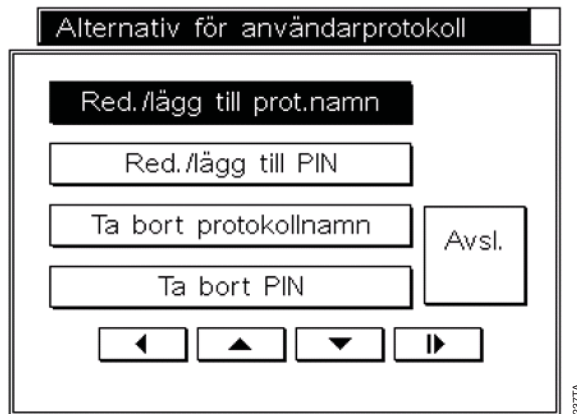 Alternativ för användarprotokoll
Red./lägg till prot.namn
Red./lägg till PIN
Ta bort protokollnamn
Avsl.
Ta bort PIN